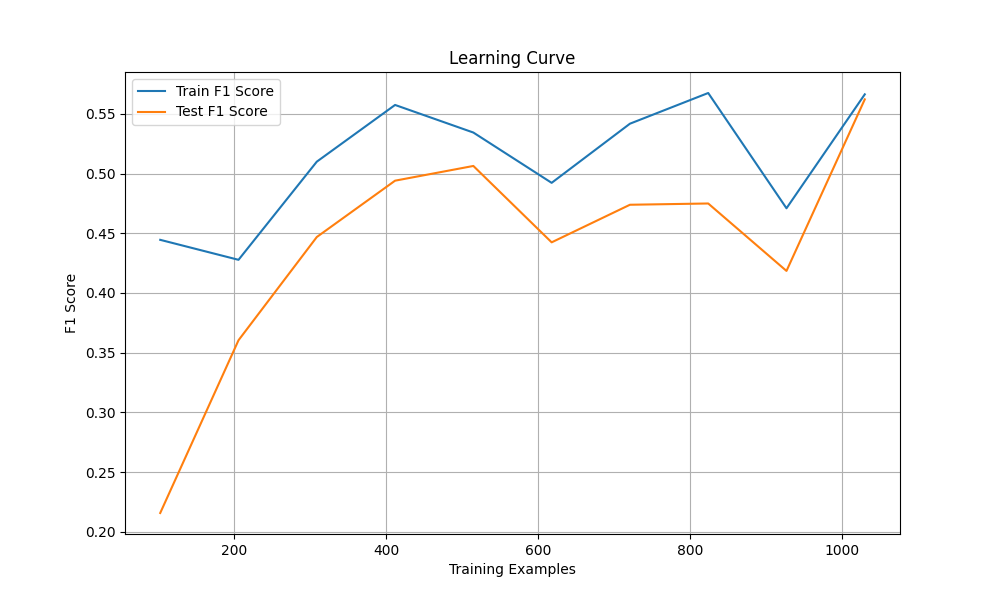 Learning Curve
Train F1 Score
Test F1 Score
F1 Score
0.55
0.50
0.45
0.40
0.35
0.30
0.25
0.20
200 400 600 800 1000
Training Examples